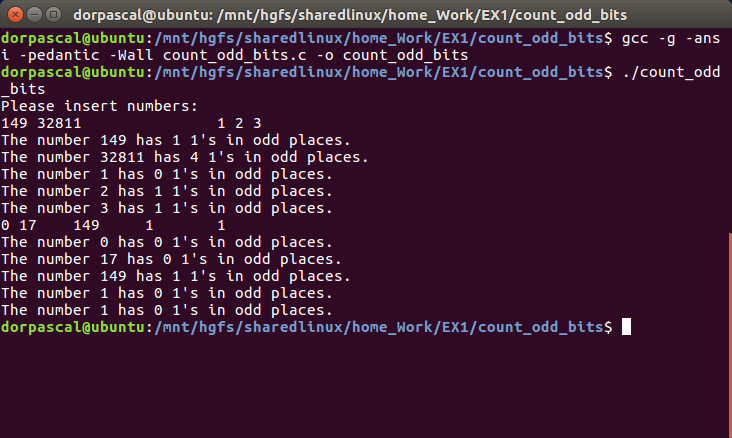 dorpascal@ubuntu: /mnt/hgfs/sharedlinux/home_Work/EX1/count_odd_bits
dorpascal@ubuntu:/mnt/hgfs/sharedlinux/home_Work/EX1/count_odd_bits$ gcc -g -ans
i -pedantic -Wall count_odd_bits.c -o count_odd_bits
dorpascal@ubuntu:/mnt/hgfs/sharedlinux/home_Work/EX1/count_odd_bits$ ./count_odd
_bits
Please insert numbers:
149 32811               1 2 3
The number 149 has 1 1's in odd places.
The number 32811 has 4 1's in odd places.
The number 1 has 0 1's in odd places.
The number 2 has 1 1's in odd places.
The number 3 has 1 1's in odd places.
0 17    149     1       1
The number 0 has 0 1's in odd places.
The number 17 has 0 1's in odd places.
The number 149 has 1 1's in odd places.
The number 1 has 0 1's in odd places.
The number 1 has 0 1's in odd places.
dorpascal@ubuntu:/mnt/hgfs/sharedlinux/home_Work/EX1/count_odd_bits$